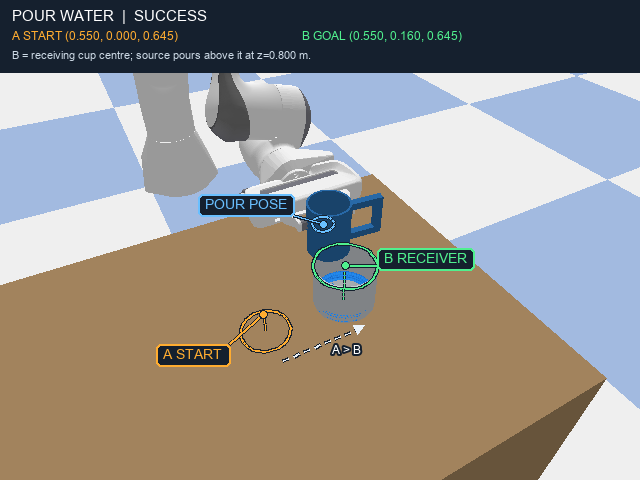 POUR WATER | SUCCESS
A START (0.550, 0.000, 0.645)
B GOAL (0.550, 0.160, 0.645)
B = receiving cup centre; source pours above it at z=0.800 m.
POUR POSE
B RECEIVER
A START
A>B